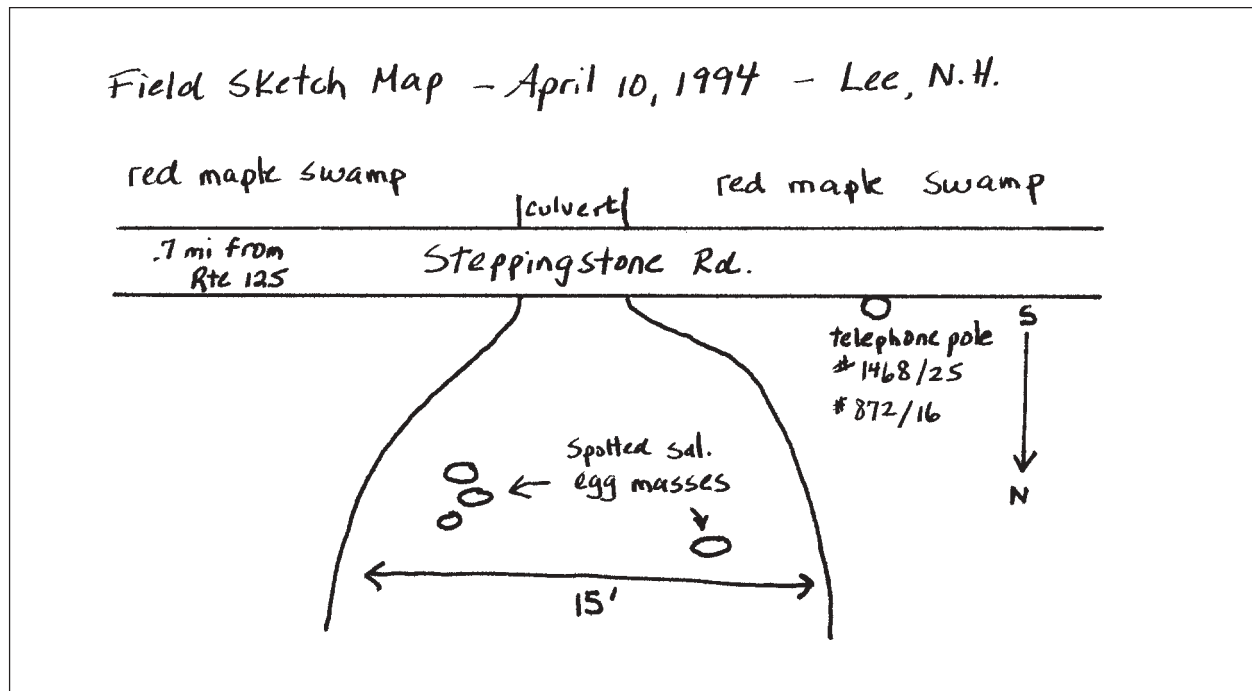 Field Sketch Map - April 10, 1994 - Lee, N.H.
red maple swamp
red maple swamp
culvert
.7 mi from
Rte 125
Steppingstone Rd.
telephone pole
# 1468/25
# 872/16
S
N
Spotted sal.
egg masses
15'